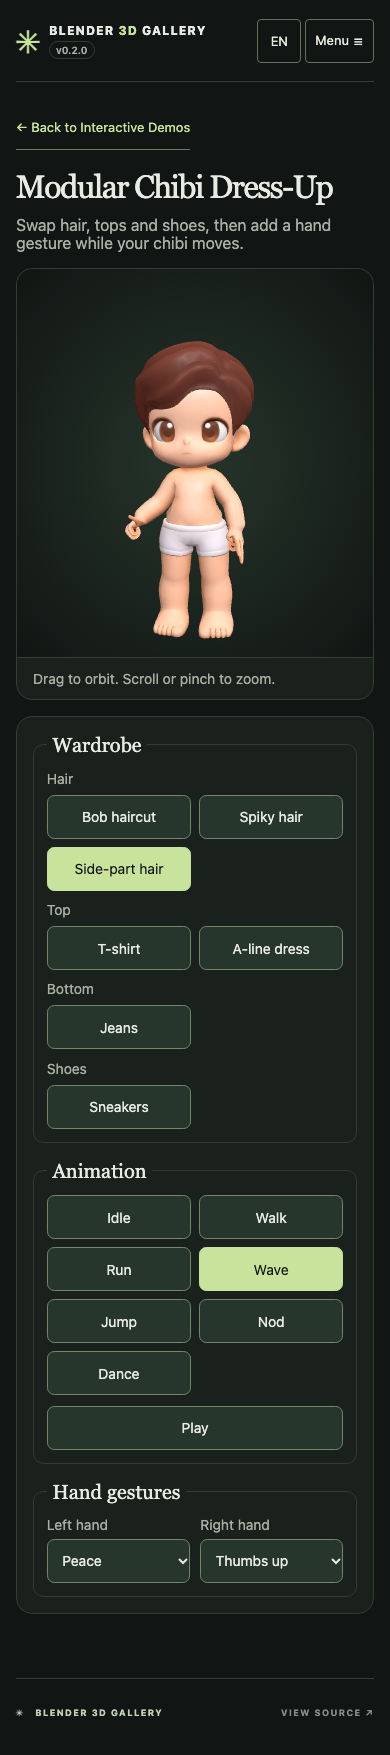 BLENDER 3D GALLERY
v0.2.0
EN
Menu ≡
← Back to Interactive Demos
Modular Chibi Dress-Up
Swap hair, tops and shoes, then add a hand
gesture while your chibi moves.
Drag to orbit. Scroll or pinch to zoom.
Wardrobe
Hair
Bob haircut
Spiky hair
Side-part hair
Top
T-shirt
A-line dress
Bottom
Jeans
Shoes
Sneakers
Animation
Idle
Walk
Run
Wave
Jump
Nod
Dance
Play
Hand gestures
Left hand
Right hand
Peace
Thumbs up
BLENDER 3D GALLERY
VIEW SOURCE ↗